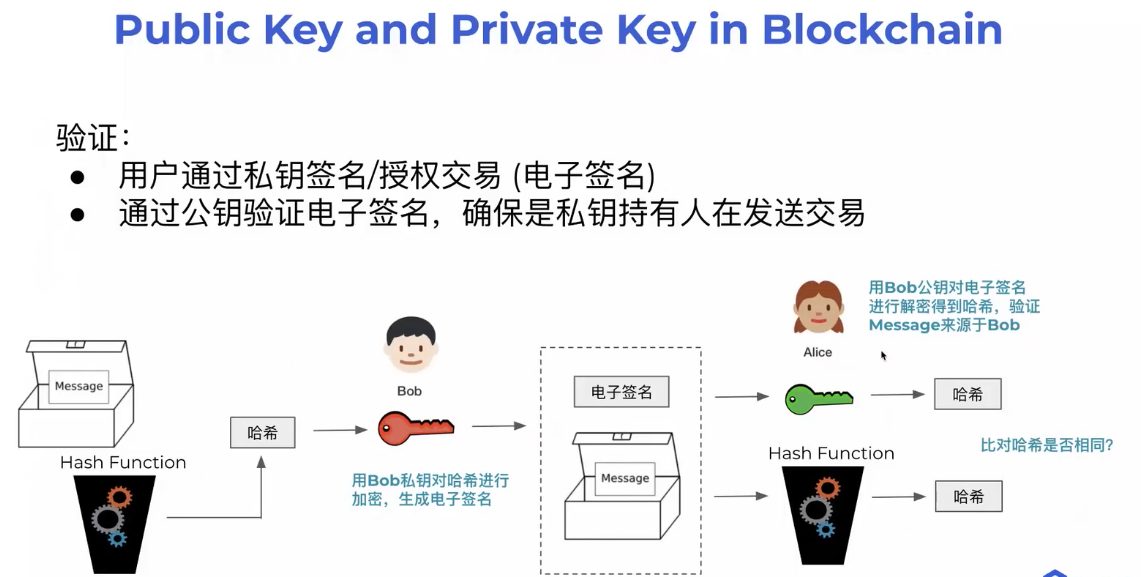 Public Key and Private Key in Blockchain
验证：
● 用户通过私钥签名/授权交易 (电子签名)
● 通过公钥验证电子签名，确保是私钥持有人在发送交易
Message
Hash Function
哈希
Bob
用Bob私钥对哈希进行
加密，生成电子签名
电子签名
Message
Alice
用Bob公钥对电子签名
进行解密得到哈希，验证
Message来源于Bob
哈希
Hash Function
比对哈希是否相同?
哈希